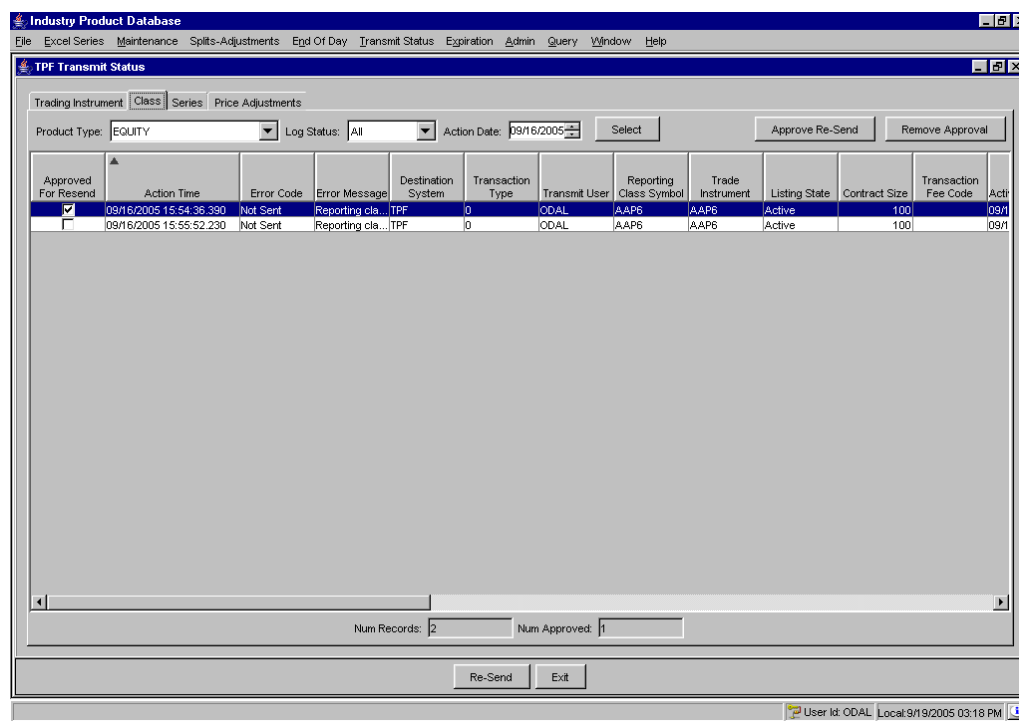 Industry Product Database
File Excel Series Maintenance Splits-Adjustments End Of Day Transmit Status Expiration Admin Query Window Help
TPF Transmit Status
Trading Instrument Class Series Price Adjustments
Product Type: EQUITY Log Status: All Action Date: 09/16/2005 Select Approve Re-Send Remove Approval
Approved For Resend Action Time Error Code Error Message Destination System Transaction Type Transmit User Reporting Class Symbol Trade Instrument Listing State Contract Size Transaction Fee Code Acti
09/16/2005 15:54:36.390 Not Sent Reporting cla... TPF 0 ODAL AAP6 AAP6 Active 100 09/1
09/16/2005 15:55:52.230 Not Sent Reporting cla... TPF 0 ODAL AAP6 AAP6 Active 100 09/1
Num Records: 2 Num Approved: 1
Re-Send Exit
User Id: ODAL Local:9/19/2005 03:18 PM